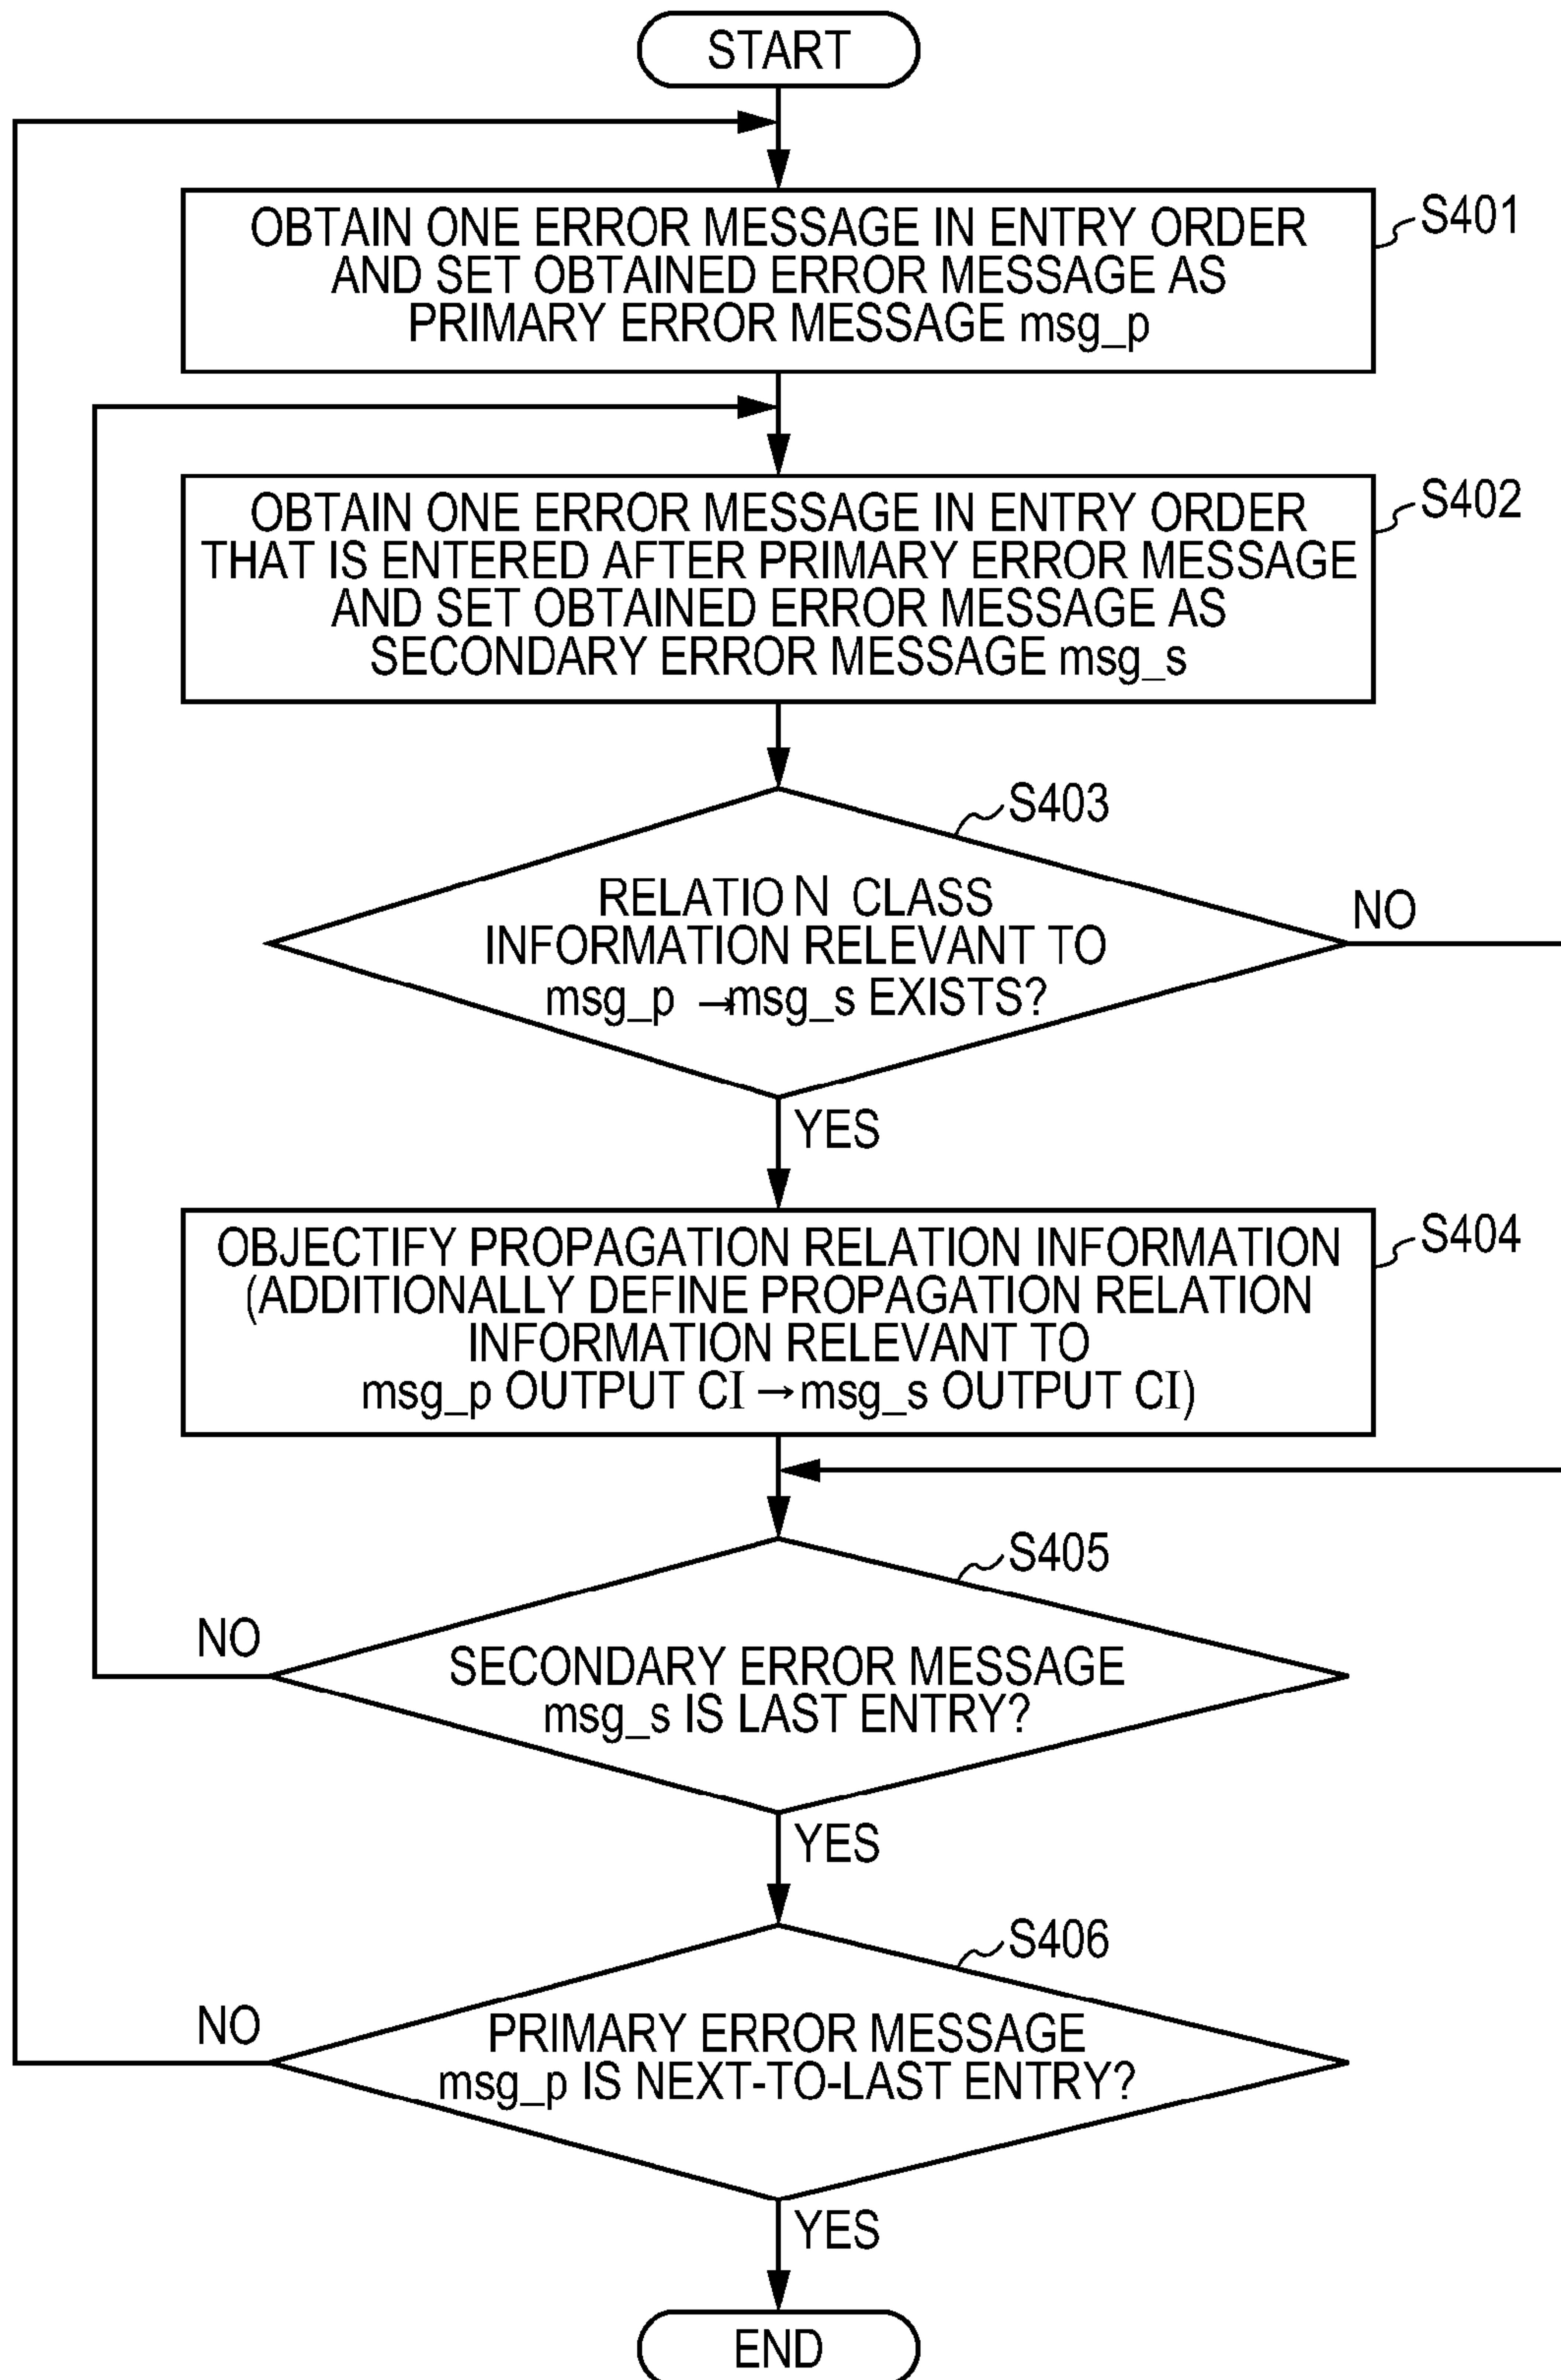 START
OBTAIN ONE ERROR MESSAGE IN ENTRY ORDER
AND SET OBTAINED ERROR MESSAGE AS
PRIMARY ERROR MESSAGE msg_p
S401
OBTAIN ONE ERROR MESSAGE IN ENTRY ORDER
THAT IS ENTERED AFTER PRIMARY ERROR MESSAGE
AND SET OBTAINED ERROR MESSAGE AS
SECONDARY ERROR MESSAGE msg_s
S402
S403
RELATIO N CLASS
INFORMATION RELEVANT TO
msg_p →msg_s EXISTS?
NO
YES
OBJECTIFY PROPAGATION RELATION INFORMATION
(ADDITIONALLY DEFINE PROPAGATION RELATION
INFORMATION RELEVANT TO
msg_p OUTPUT CI → msg_s OUTPUT CI)
S404
S405
NO
SECONDARY ERROR MESSAGE
msg_s IS LAST ENTRY?
YES
S406
NO
PRIMARY ERROR MESSAGE
msg_p IS NEXT-TO-LAST ENTRY?
YES
END